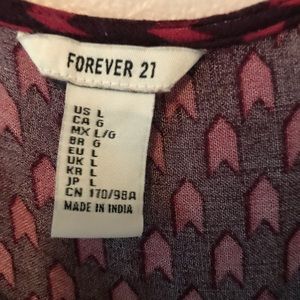 FOREVER 21
US L
CA G
MX L/G
BR G
EU L
UK L
KR L
JP L
CN 170/98A
MADE IN INDIA